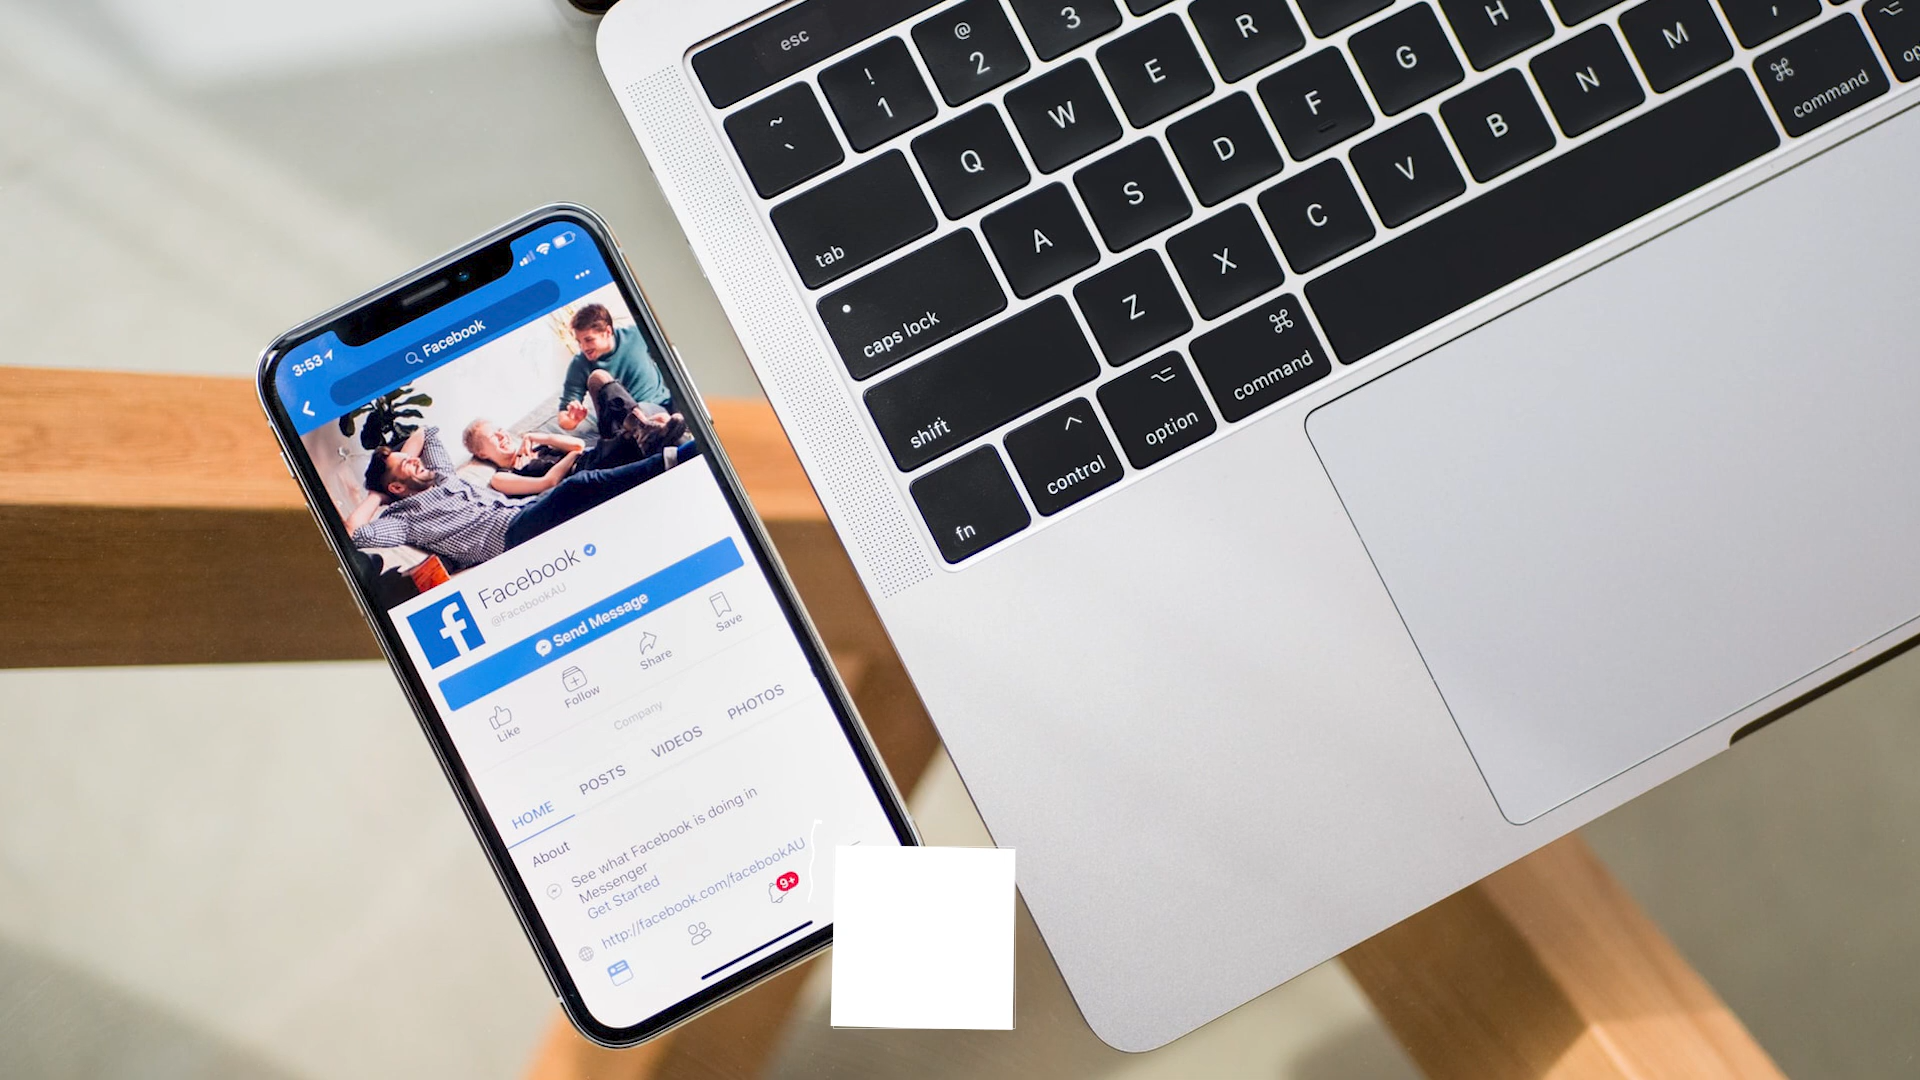 3:53
Facebook
Facebook
@FacebookAU
f
Send Message
Like
Follow
Share
Save
Company
HOME
POSTS
VIDEOS
PHOTOS
About
See what Facebook is doing in
Messenger
Get Started
http://facebook.com/facebookAU
9+
esc
~
`
!
1
@
2
3
tab
Q
W
E
R
caps lock
A
S
D
F
G
H
shift
Z
X
C
V
B
N
M
,
fn
^
control
⌥
option
⌘
command
⌘
command
⌥